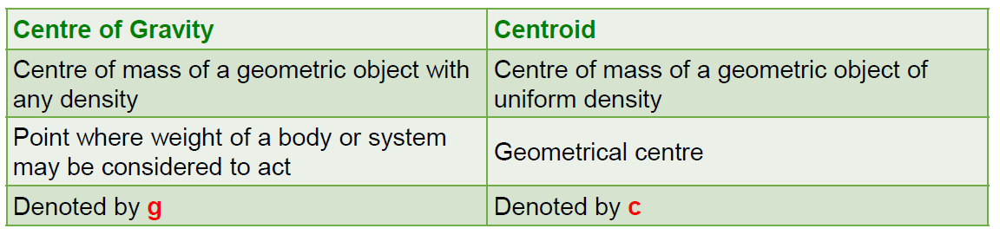 Centre of Gravity
Centroid
Centre of mass of a geometric object with
any density
Centre of mass of a geometric object of
uniform density
Point where weight of a body or system
may be considered to act
Geometrical centre
Denoted by g
Denoted by c